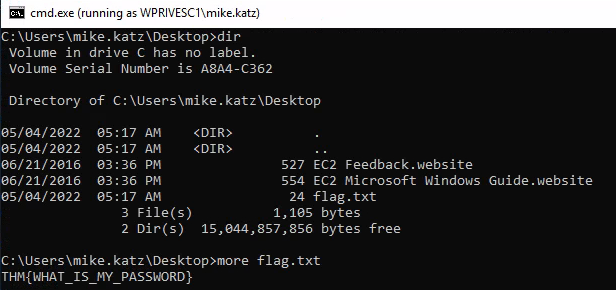 cmd.exe (running as WPRIVESC1\mike.katz)
C:\Users\mike.katz\Desktop>dir
Volume in drive C has no label.
Volume Serial Number is A8A4-C362
Directory of C:\Users\mike.katz\Desktop
05/04/2022 05:17 AM <DIR> .
05/04/2022 05:17 AM <DIR> ..
06/21/2016 03:36 PM 527 EC2 Feedback.website
06/21/2016 03:36 PM 554 EC2 Microsoft Windows Guide.website
05/04/2022 05:17 AM 24 flag.txt
3 File(s) 1,105 bytes
2 Dir(s) 15,044,857,856 bytes free
C:\Users\mike.katz\Desktop>more flag.txt
THM{WHAT_IS_MY_PASSWORD}